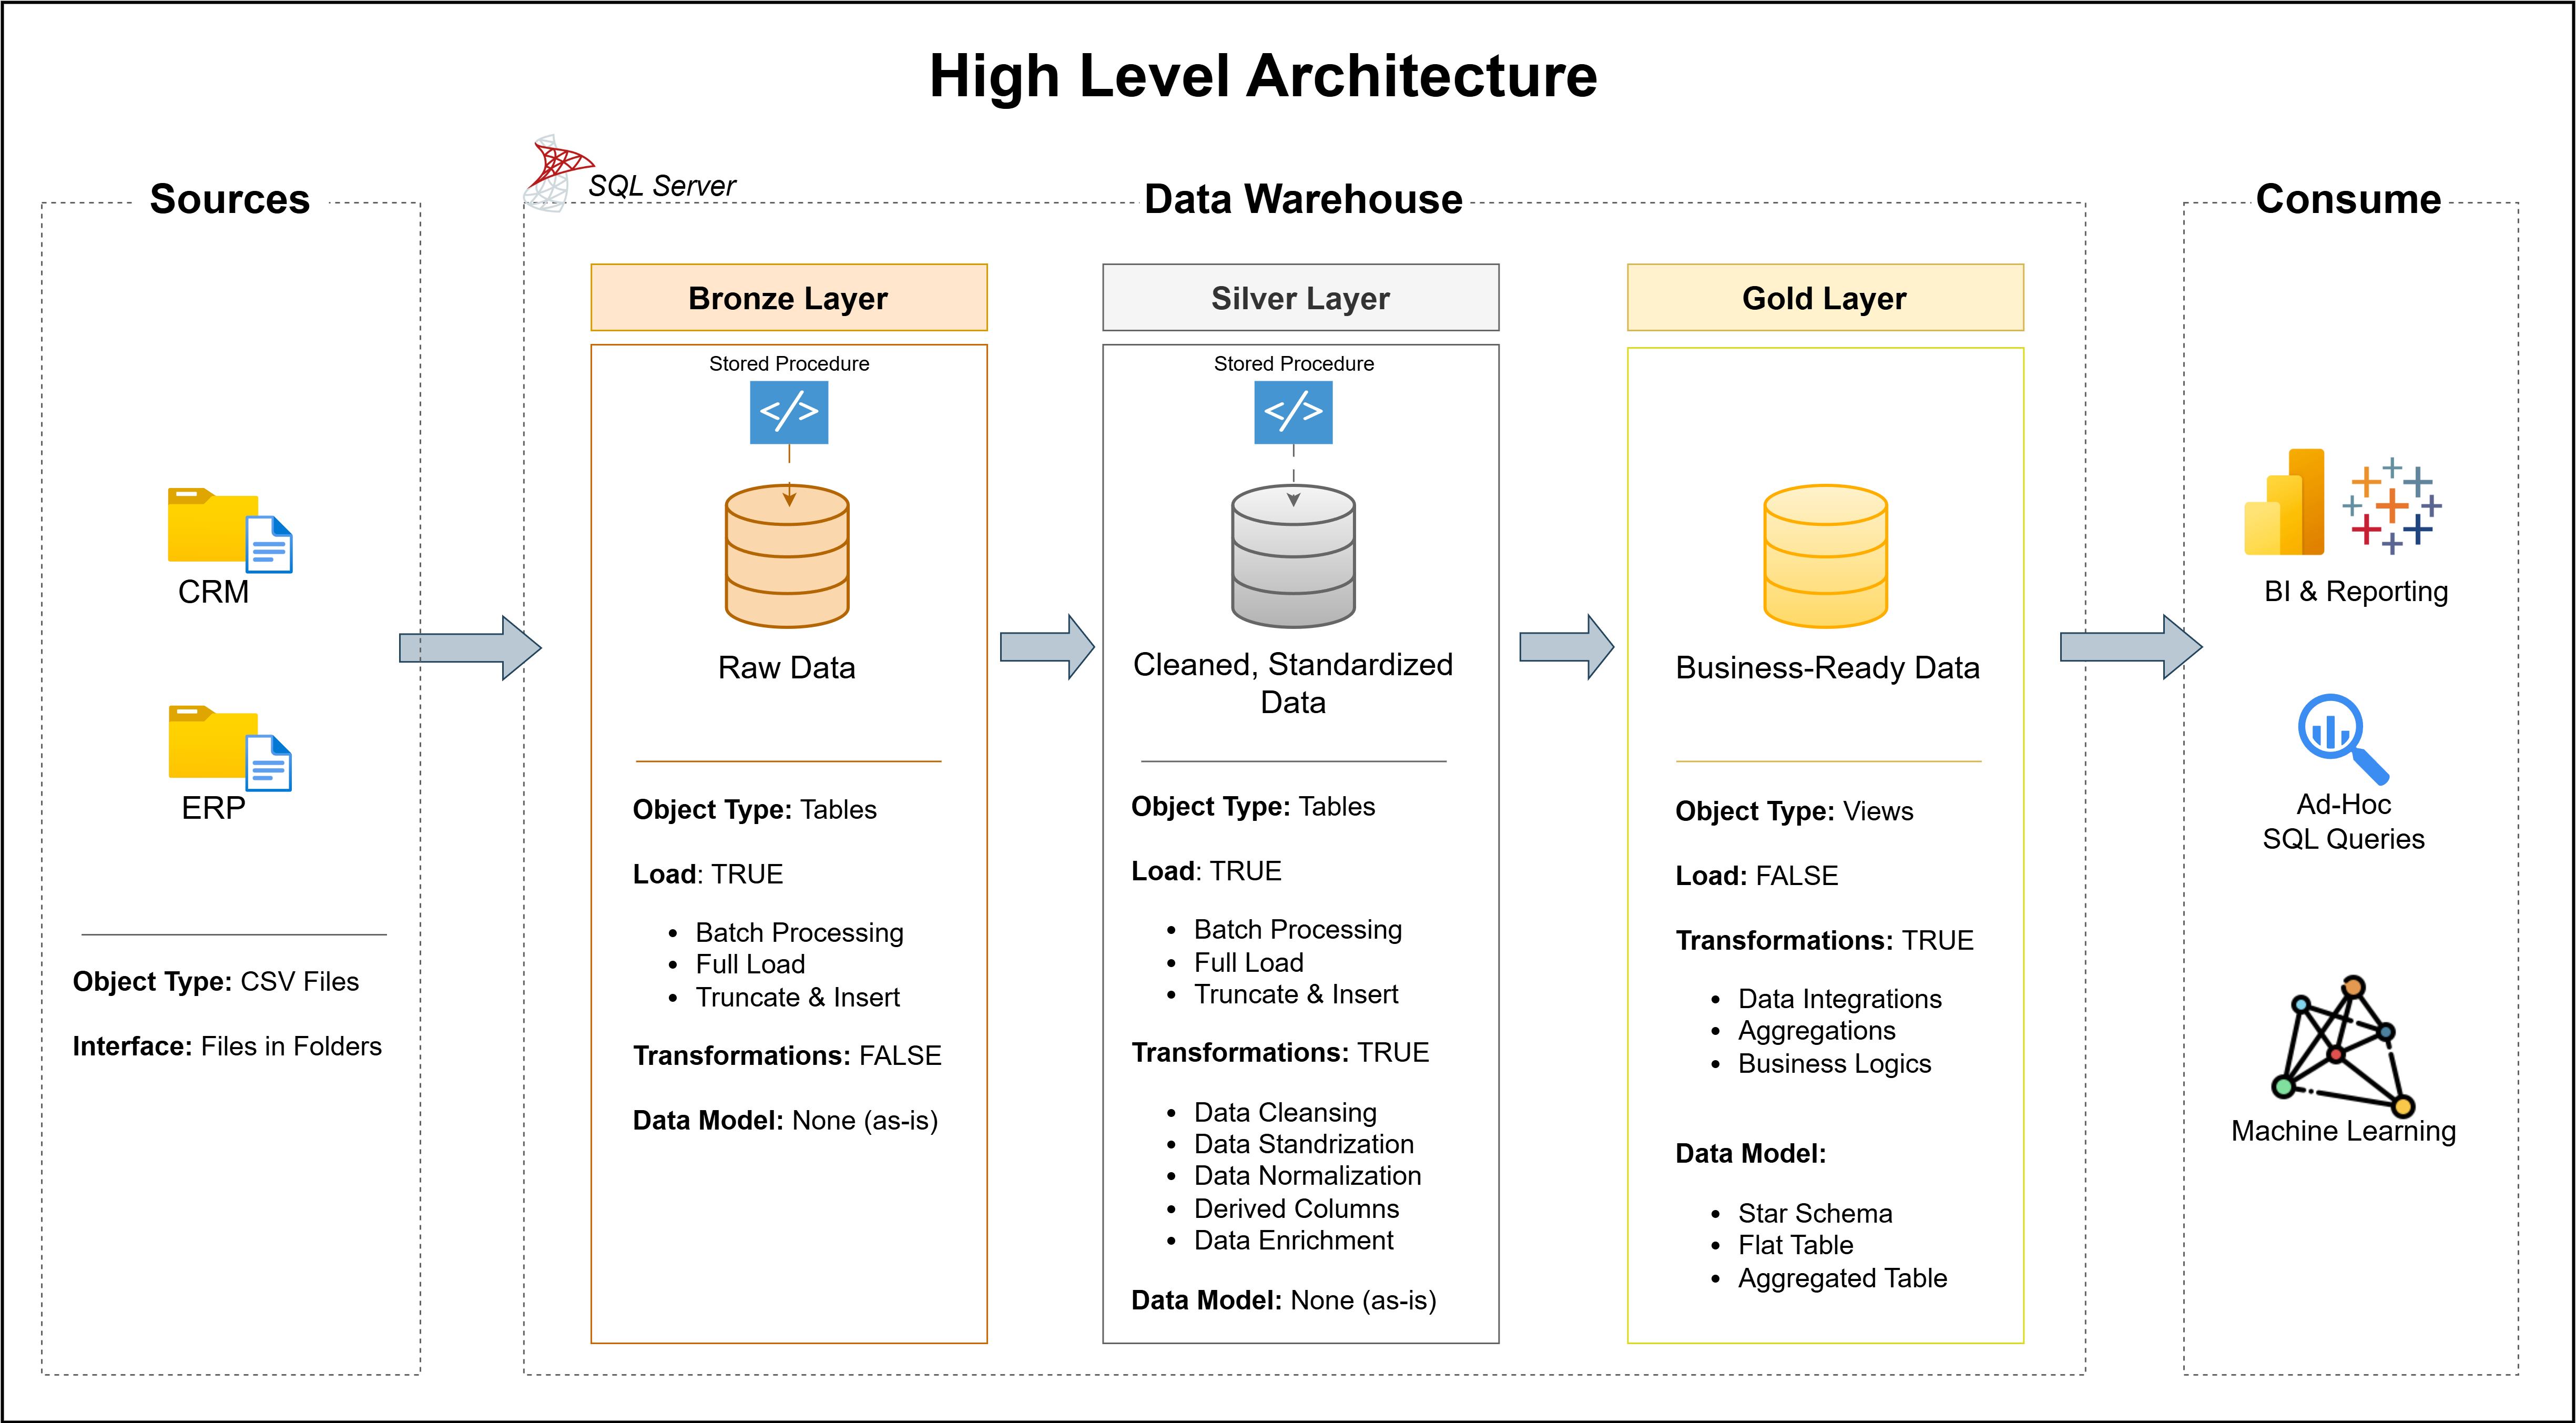 High Level Architecture
Sources
CRM
ERP
Object Type: CSV Files
Interface: Files in Folders
SQL Server
Data Warehouse
Bronze Layer
Stored Procedure
</>
Raw Data
Object Type: Tables
Load: TRUE
• Batch Processing
• Full Load
• Truncate & Insert
Transformations: FALSE
Data Model: None (as-is)
Silver Layer
Stored Procedure
</>
Cleaned, Standardized
Data
Object Type: Tables
Load: TRUE
• Batch Processing
• Full Load
• Truncate & Insert
Transformations: TRUE
• Data Cleansing
• Data Standrization
• Data Normalization
• Derived Columns
• Data Enrichment
Data Model: None (as-is)
Gold Layer
Business-Ready Data
Object Type: Views
Load: FALSE
Transformations: TRUE
• Data Integrations
• Aggregations
• Business Logics
Data Model:
• Star Schema
• Flat Table
• Aggregated Table
Consume
BI & Reporting
Ad-Hoc
SQL Queries
Machine Learning